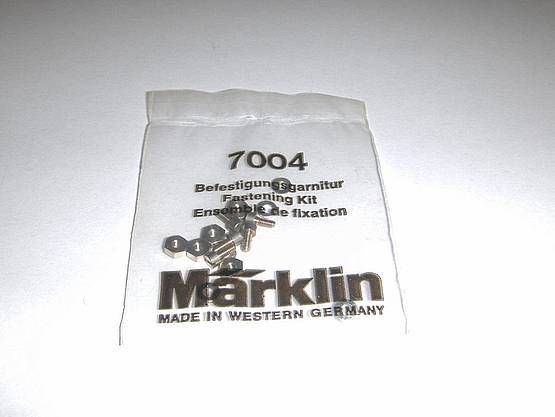 7004
Befestigungsgarnitur
Fastening Kit
Ensemble de fixation
Märklin
MADE IN WESTERN GERMANY